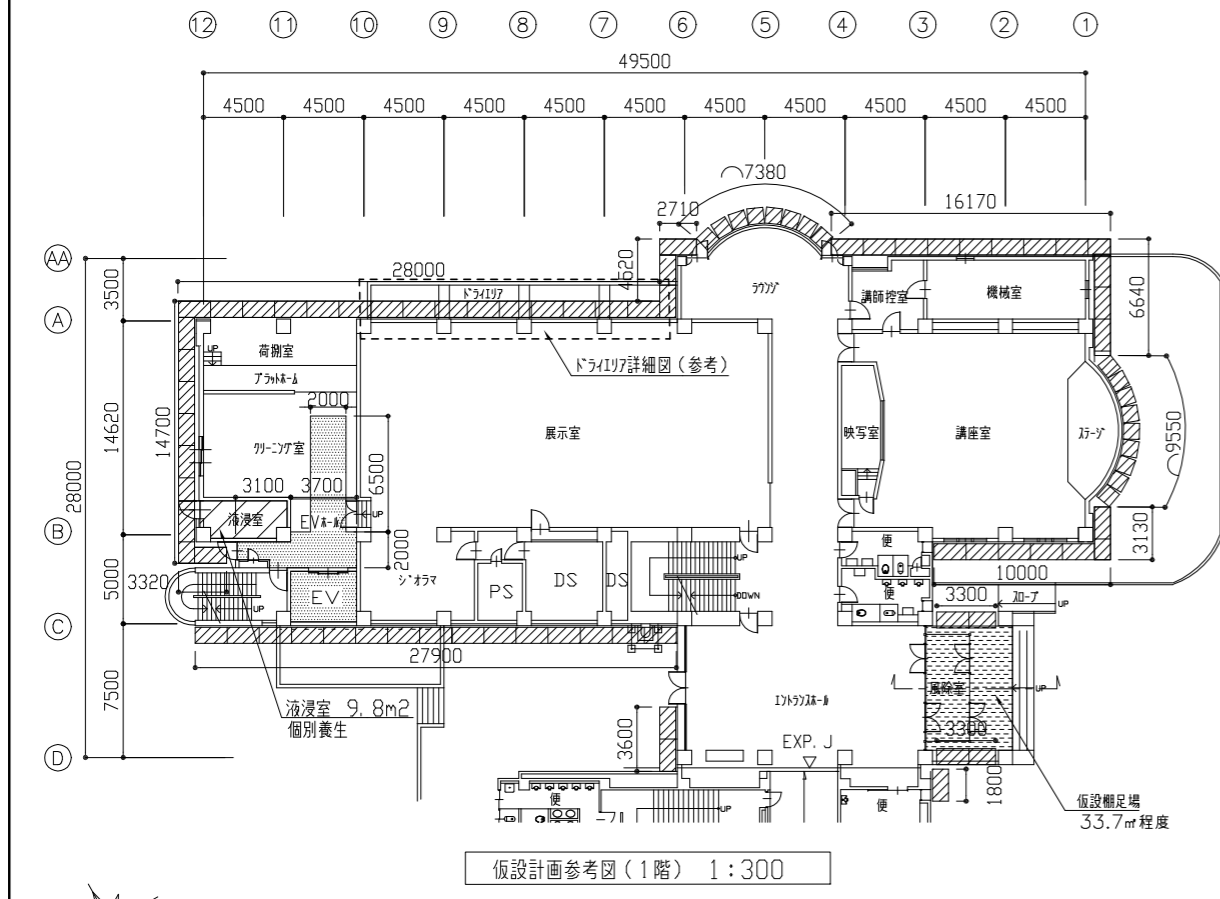 ⑫ ⑪ ⑩ ⑨ ⑧ ⑦ ⑥ ⑤ ④ ③ ② ①
49500
4500 4500 4500 4500 4500 4500 4500 4500 4500 4500 4500
⌒7380
2710
16170
AA
3500
28000
4620
ドライエリア
ラウンジ
講師控室
機械室
6640
A
UP
荷捌室
プラットホーム
ドライエリア詳細図(参考)
2000
14620
14700
28000
クリーニング室
展示室
映写室
講座室
ステージ
⌒9550
6500
3100
3700
液浸室
EVホール
UP
B
2000
5000
3320
UP
EV
ジオラマ
PS
DS
DS
UP
DOWN
便
便
3130
10000
3300
スロープ
UP
C
27900
7500
液浸室 9.8m2
個別養生
エントランスホール
風除室
UP
3300
3600
EXP.J
D
便
UP
便
1800
仮設棚足場
33.7㎡程度
仮設計画参考図(1階) 1:300